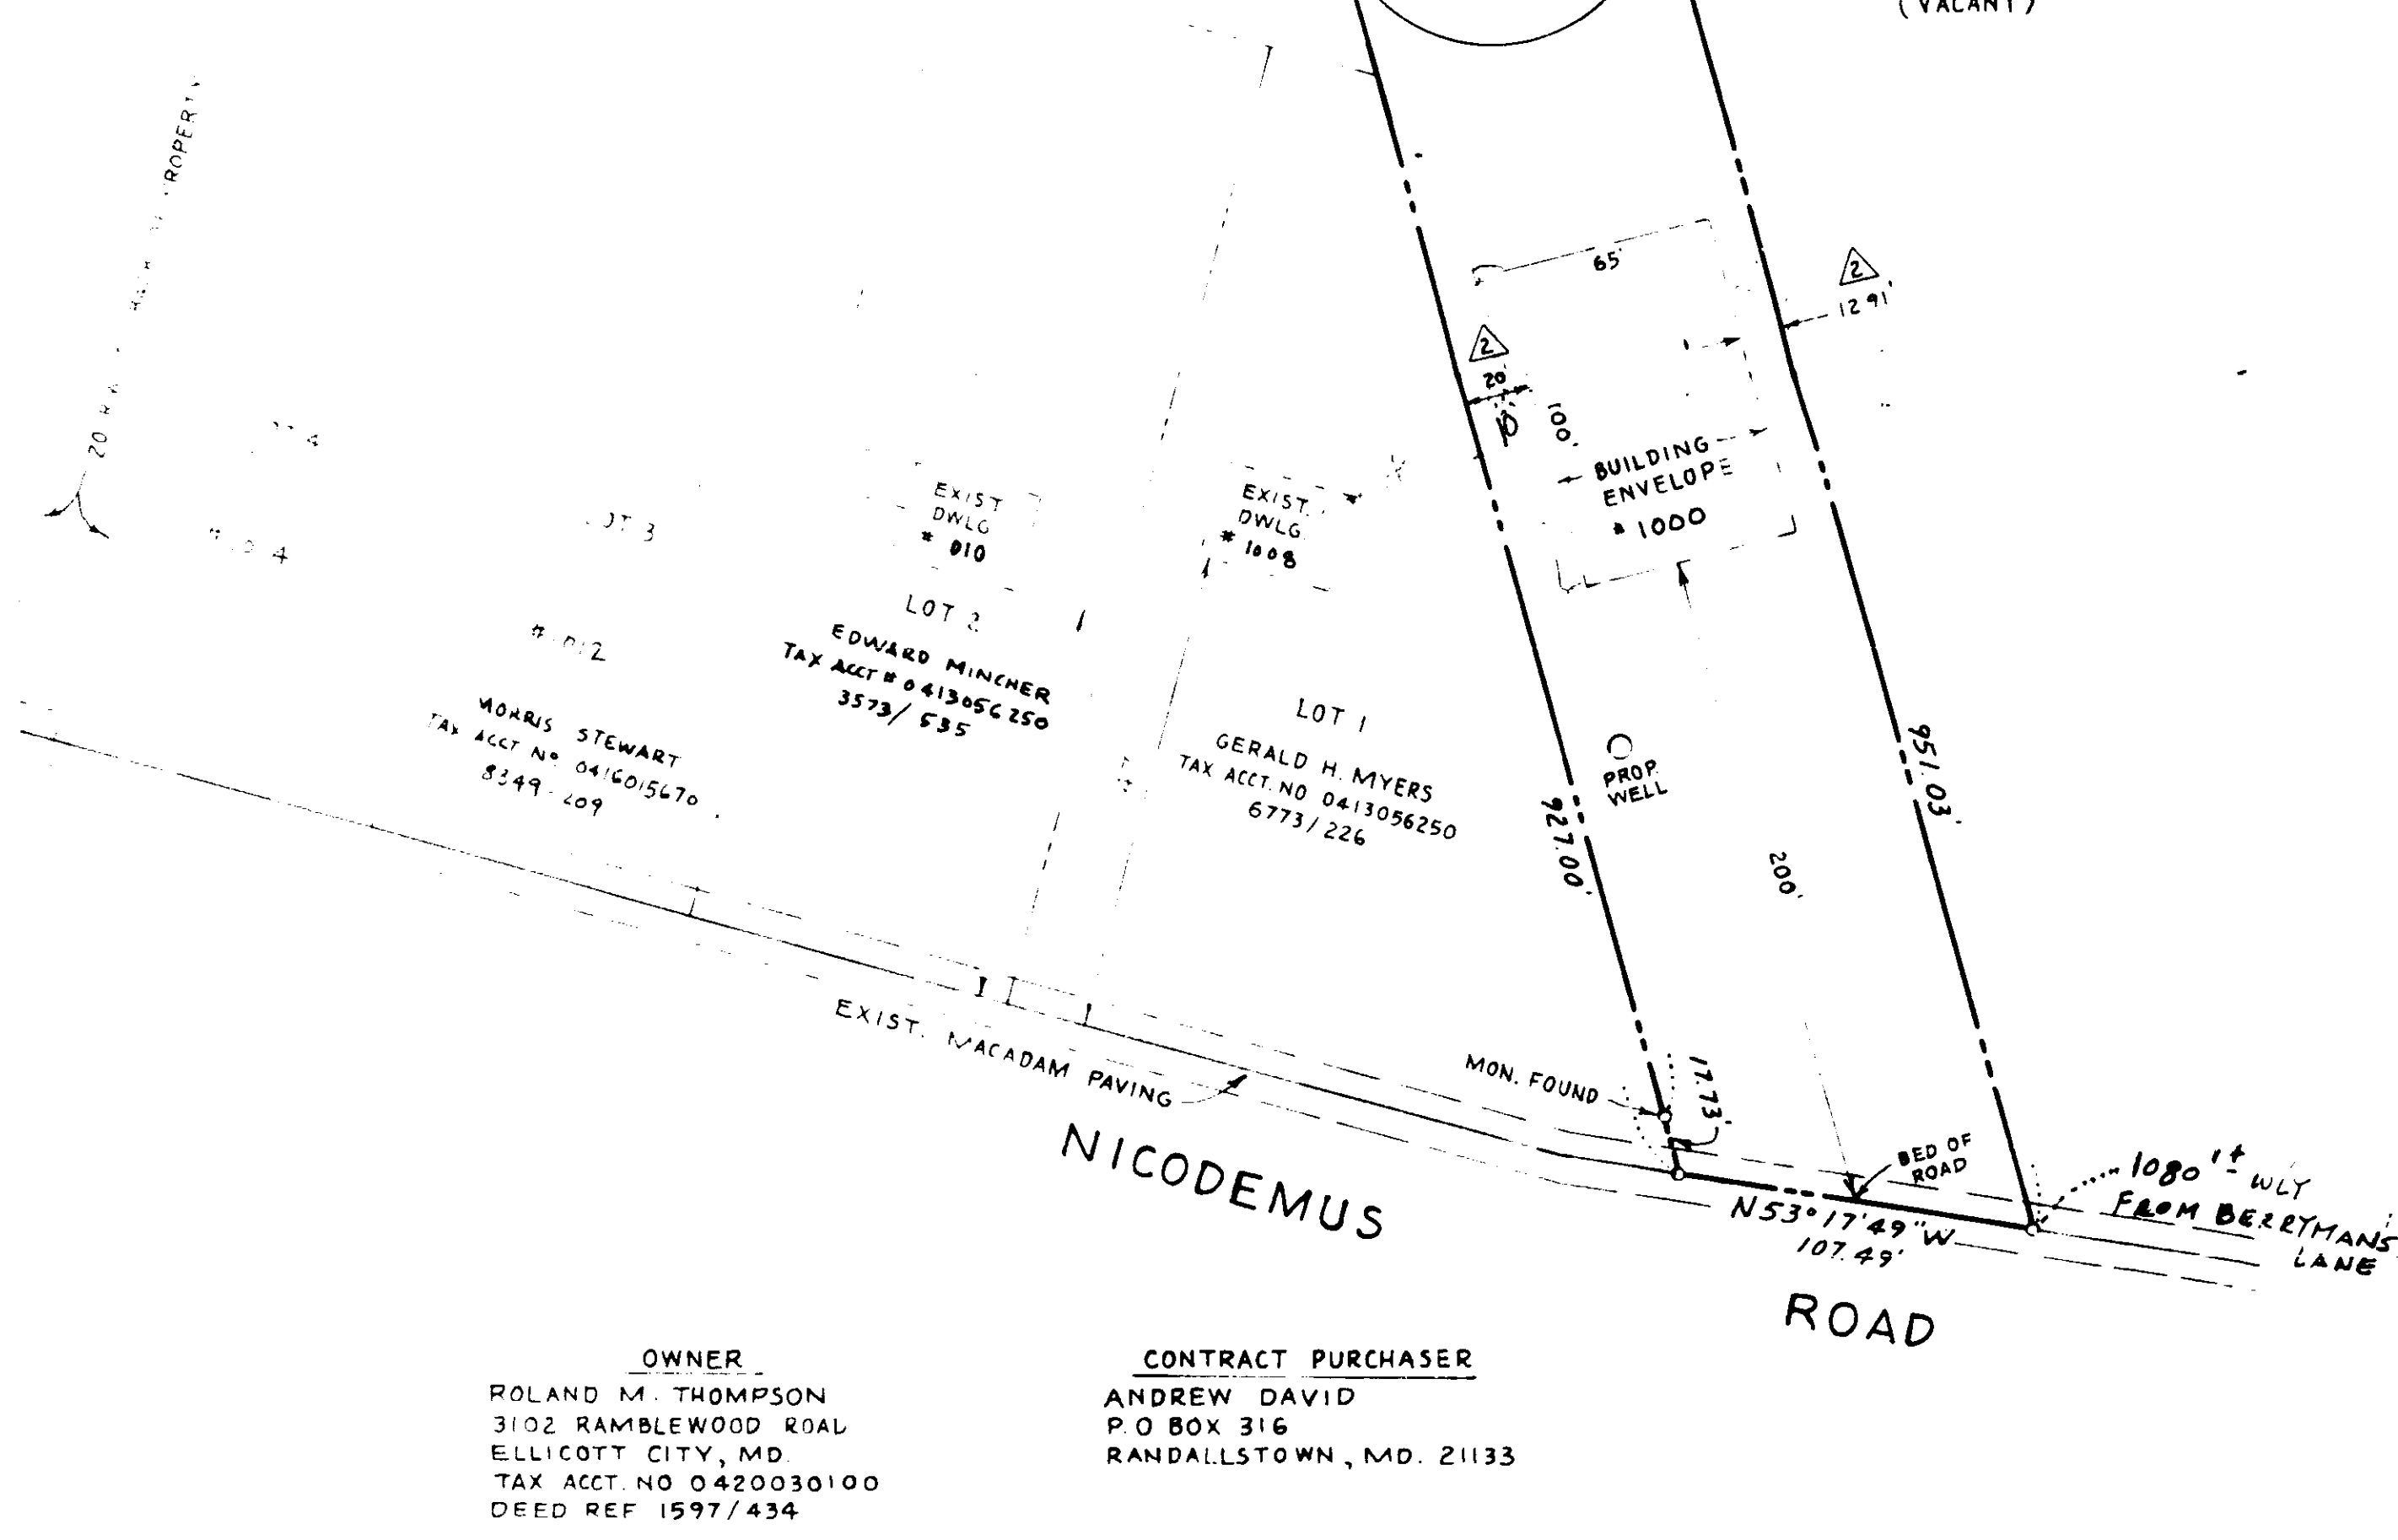 (VACANT)
65'
2
12 91'
2
20'
100'
BUILDING
ENVELOPE
# 1000
EXIST
DWLG
# 010
EXIST.
DWLG.
# 1008
LOT 3
LOT 2
EDWARD MINCHER
TAX ACCT # 0413056250
3573/ 535
MORRIS STEWART
TAX ACCT No 0416015670
8349-209
LOT 1
GERALD H. MYERS
TAX ACCT. NO 0413056250
6773/226
PROP.
WELL
927.00'
951.03'
200'
EXIST. MACADAM PAVING
MON. FOUND
17.73'
BED OF
ROAD
N53°17'49"W
107.49'
1080'± WLY
FROM BERRYMANS
LANE
NICODEMUS
ROAD
OWNER
ROLAND M. THOMPSON
3102 RAMBLEWOOD ROAD
ELLICOTT CITY, MD.
TAX ACCT. NO 0420030100
DEED REF 1597/434
CONTRACT PURCHASER
ANDREW DAVID
P.O BOX 316
RANDALLSTOWN, MD. 21133